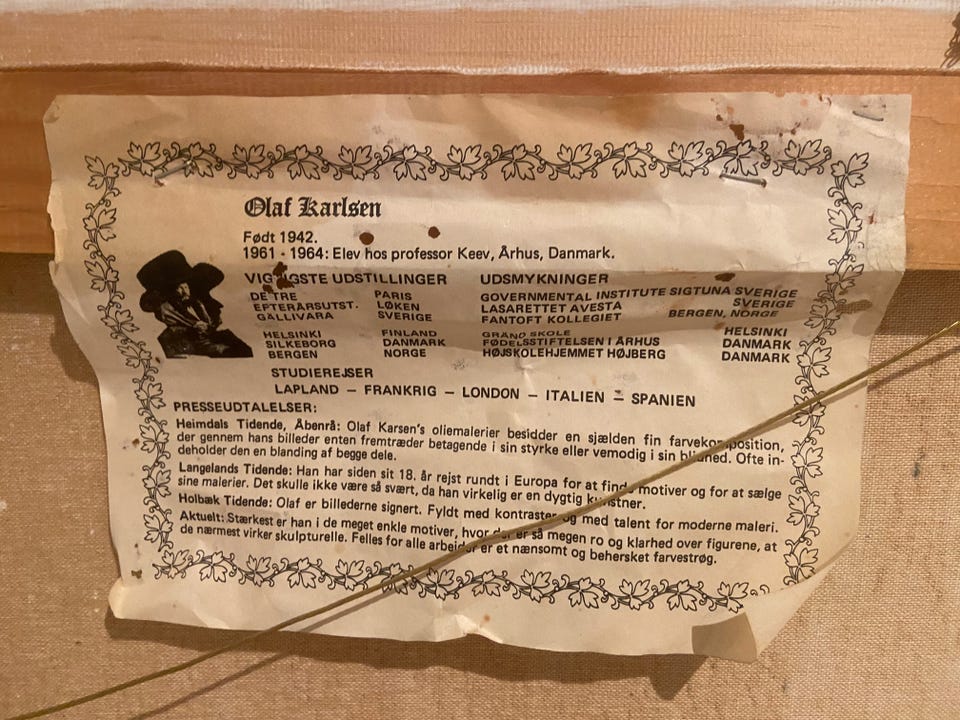 Olaf Karlsen
Født 1942.
1961 - 1964: Elev hos professor Keev, Århus, Danmark.
VIGTIGSTE UDSTILLINGER
DE TRE PARIS
EFTERÅRSUTST. LØKEN
GÄLLIVARA SVERIGE
HELSINKI FINLAND
SILKEBORG DANMARK
BERGEN NORGE
UDSMYKNINGER
GOVERNMENTAL INSTITUTE SIGTUNA SVERIGE
LASARETTET AVESTA SVERIGE
FANTOFT KOLLEGIET BERGEN, NORGE
GRAND SKOLE HELSINKI
FØDELSSTIFTELSEN I ÅRHUS DANMARK
HØJSKOLEHJEMMET HØJBERG DANMARK
STUDIEREJSER
LAPLAND – FRANKRIG – LONDON – ITALIEN – SPANIEN
PRESSEUDTALELSER:
Heimdals Tidende, Åbenrå: Olaf Karsen's oliemalerier besidder en sjælden fin farvekomposition,
der gennem hans billeder enten fremtræder betagende i sin styrke eller vemodig i sin blidhed. Ofte in-
deholder den en blanding af begge dele.
Langelands Tidende: Han har siden sit 18. år rejst rundt i Europa for at finde motiver og for at sælge
sine malerier. Det skulle ikke være så svært, da han virkelig er en dygtig kunstner.
Holbæk Tidende: Olaf er billederne signert. Fyldt med kontraster og med talent for moderne maleri.
Aktuelt: Stærkest er han i de meget enkle motiver, hvor der er så megen ro og klarhed over figurene, at
de nærmest virker skulpturelle. Felles for alle arbejder er et nænsomt og behersket farvestrøg.